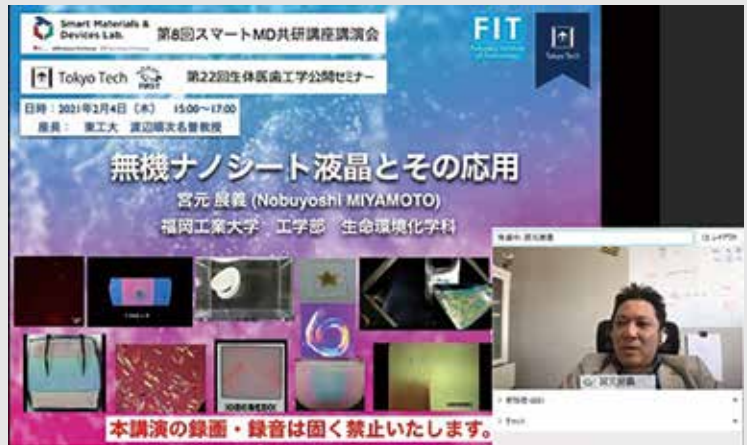 Smart Materials &
Devices Lab.
第8回スマートMD共研講座講演会
FIT
Tokyo Tech
Tokyo Tech
FIRST
第22回生体医歯工学公開セミナー
日時：2021年2月4日（木） 15:00〜17:00
座長： 東工大 渡辺順次名誉教授
無機ナノシート液晶とその応用
宮元 展義 (Nobuyoshi MIYAMOTO)
福岡工業大学 工学部 生命環境化学科
本講演の録画・録音は固く禁止いたします。